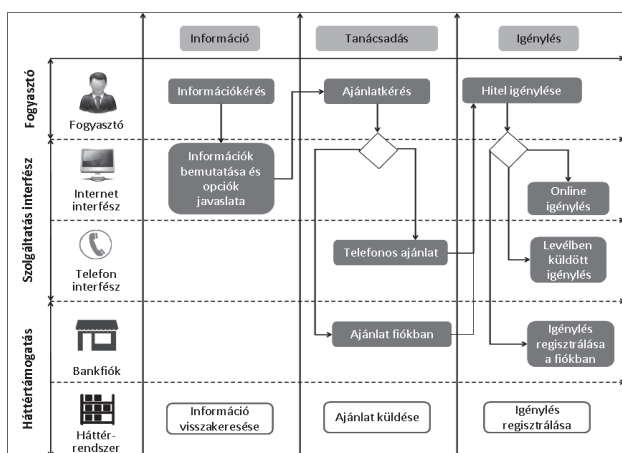 Információ
Tanácsadás
Igénylés
Fogyasztó
Fogyasztó
Információkérés
Ajánlatkérés
Hitel igénylése
Szolgáltatás interfész
Internet
interfész
Információk
bemutatása és
opciók
javaslata
Online
igénylés
Telefon
interfész
Telefonos ajánlat
Levélben
küldött
igénylés
Háttértámogatás
Bankfiók
Ajánlat fiókban
Igénylés
regisztrálása
a fiókban
Háttér-
rendszer
Információ
visszakeresése
Ajánlat küldése
Igénylés
regisztrálása